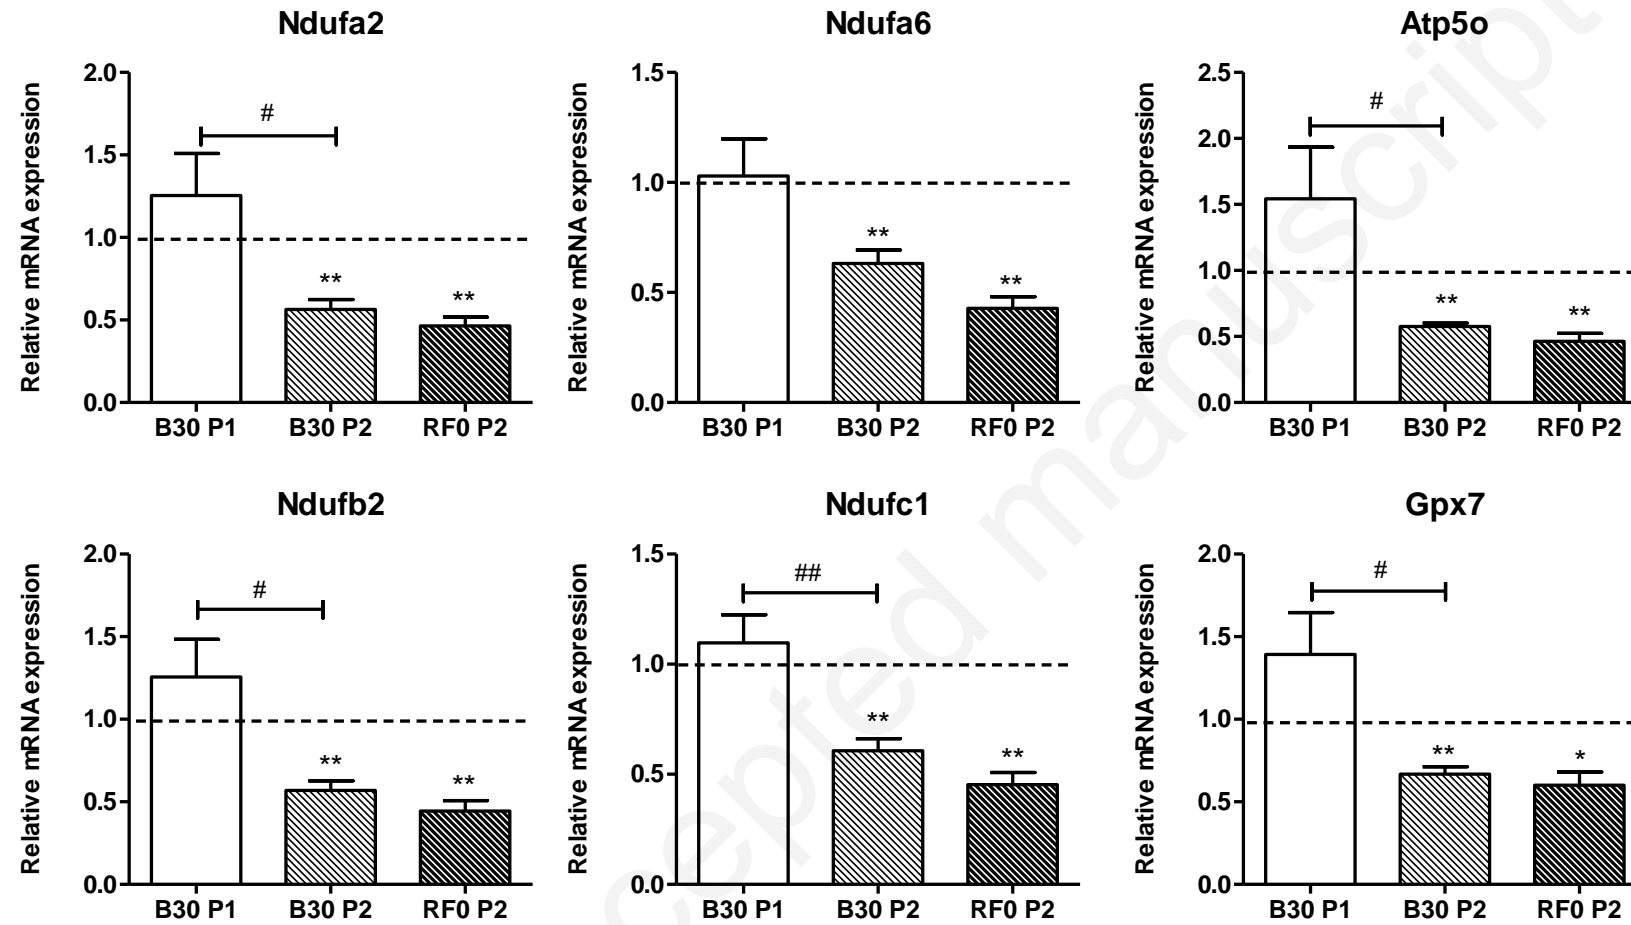 Ndufa2
Ndufa6
Atp5o
Relative mRNA expression
2.0
1.5
1.0
0.5
0.0
#
**
**
B30 P1 B30 P2 RF0 P2
Relative mRNA expression
1.5
1.0
0.5
0.0
**
**
B30 P1 B30 P2 RF0 P2
Relative mRNA expression
2.5
2.0
1.5
1.0
0.5
0.0
#
**
**
B30 P1 B30 P2 RF0 P2
Ndufb2
Ndufc1
Gpx7
Relative mRNA expression
2.0
1.5
1.0
0.5
0.0
#
**
**
B30 P1 B30 P2 RF0 P2
Relative mRNA expression
1.5
1.0
0.5
0.0
##
**
**
B30 P1 B30 P2 RF0 P2
Relative mRNA expression
2.0
1.5
1.0
0.5
0.0
#
**
*
B30 P1 B30 P2 RF0 P2
cepted manuscript